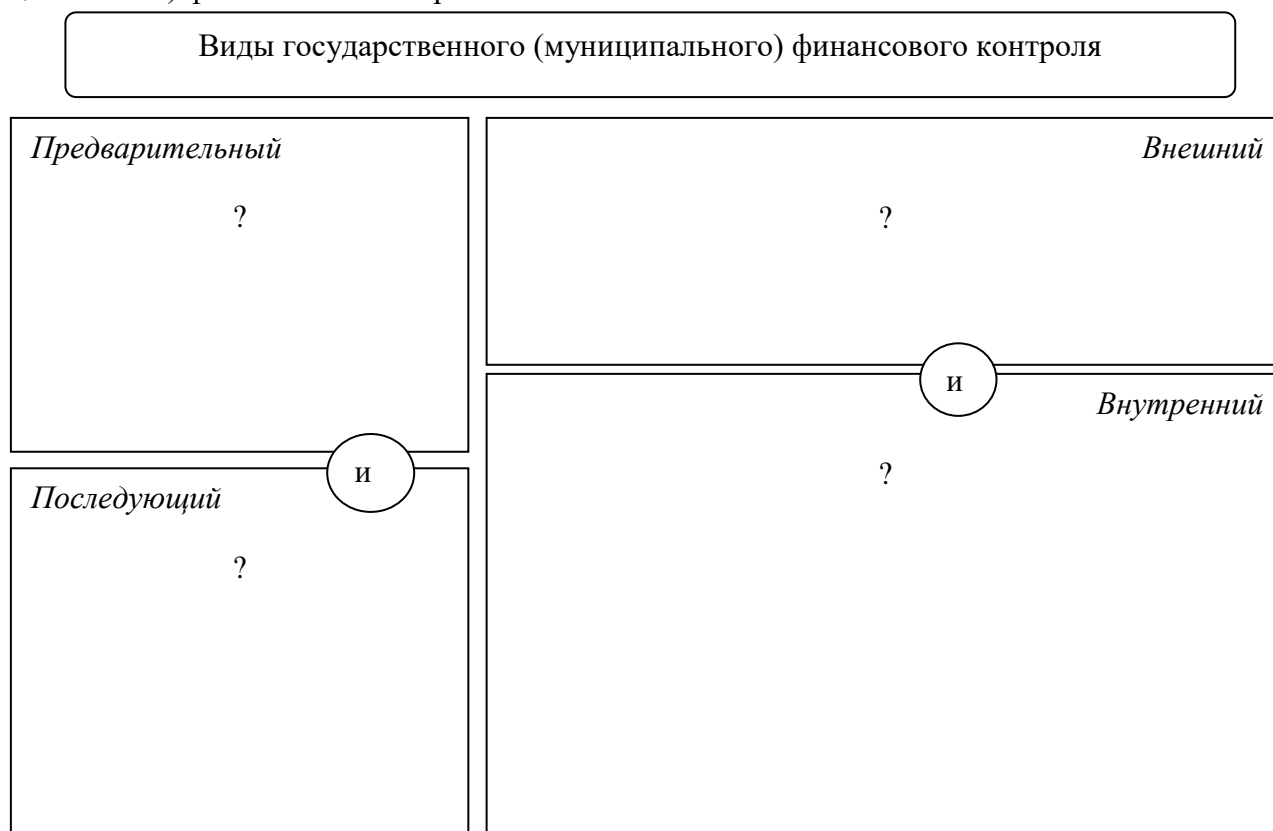 Виды государственного (муниципального) финансового контроля
Предварительный
?
Внешний
?
и
Последующий
?
и
Внутренний
?